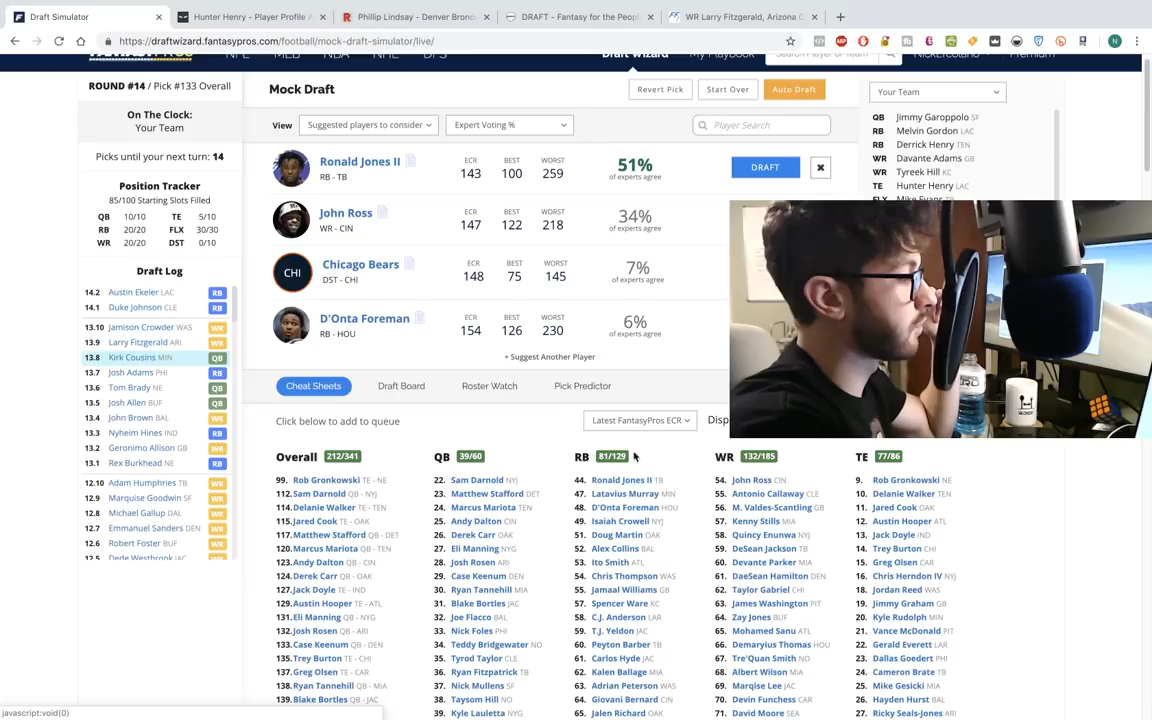 Draft Simulator
Hunter Henry - Player Profile A
Phillip Lindsay - Denver Bronc
DRAFT - Fantasy for the Peopl
WR Larry Fitzgerald, Arizona C
https://draftwizard.fantasypros.com/football/mock-draft-simulator/live/
ROUND #14 / Pick #133 Overall
On The Clock:
Your Team
Picks until your next turn: 14
Position Tracker
85/100 Starting Slots Filled
QB 10/10 TE 5/10
RB 20/20 FLX 30/30
WR 20/20 DST 0/10
Draft Log
14.2 Austin Ekeler LAC RB
14.1 Duke Johnson CLE RB
13.10 Jamison Crowder WAS WR
13.9 Larry Fitzgerald ARI WR
13.8 Kirk Cousins MIN QB
13.7 Josh Adams PHI RB
13.6 Tom Brady NE QB
13.5 Josh Allen BUF QB
13.4 John Brown BAL WR
13.3 Nyheim Hines IND RB
13.2 Geronimo Allison GB WR
13.1 Rex Burkhead NE RB
12.10 Adam Humphries TB WR
12.9 Marquise Goodwin SF WR
12.8 Michael Gallup DAL WR
12.7 Emmanuel Sanders DEN WR
12.6 Robert Foster BUF WR
12.5 Dede Westbrook JAC WR
Mock Draft
Revert Pick
Start Over
Auto Draft
View Suggested players to consider Expert Voting % Player Search
Ronald Jones II
RB - TB
ECR BEST WORST
143 100 259
51%
of experts agree
DRAFT
John Ross
WR - CIN
ECR BEST WORST
147 122 218
34%
of experts agree
CHI
Chicago Bears
DST - CHI
ECR BEST WORST
148 75 145
7%
of experts agree
D'Onta Foreman
RB - HOU
ECR BEST WORST
154 126 230
6%
of experts agree
+ Suggest Another Player
Your Team
QB Jimmy Garoppolo SF
RB Melvin Gordon LAC
RB Derrick Henry TEN
WR Davante Adams GB
WR Tyreek Hill KC
TE Hunter Henry LAC
FLX Mike Evans TB
Cheat Sheets
Draft Board
Roster Watch
Pick Predictor
Click below to add to queue
Latest FantasyPros ECR
Disp
Overall 212/341
99. Rob Gronkowski TE - NE
112. Sam Darnold QB - NYJ
114. Delanie Walker TE - TEN
115. Jared Cook TE - OAK
117. Matthew Stafford QB - DET
120. Marcus Mariota QB - TEN
123. Andy Dalton QB - CIN
124. Derek Carr QB - OAK
127. Jack Doyle TE - IND
129. Austin Hooper TE - ATL
131. Eli Manning QB - NYG
132. Josh Rosen QB - ARI
133. Case Keenum QB - DEN
135. Trey Burton TE - CHI
137. Greg Olsen TE - CAR
138. Ryan Tannehill QB - MIA
139. Blake Bortles QB - JAC
QB 39/60
22. Sam Darnold NYJ
23. Matthew Stafford DET
24. Marcus Mariota TEN
25. Andy Dalton CIN
26. Derek Carr OAK
27. Eli Manning NYG
28. Josh Rosen ARI
29. Case Keenum DEN
30. Ryan Tannehill MIA
31. Blake Bortles JAC
32. Joe Flacco BAL
33. Nick Foles PHI
34. Teddy Bridgewater NO
35. Tyrod Taylor CLE
36. Ryan Fitzpatrick TB
37. Nick Mullens SF
38. Taysom Hill NO
39. Kyle Lauletta NYG
RB 81/129
44. Ronald Jones II TB
47. Latavius Murray MIN
48. D'Onta Foreman HOU
49. Isaiah Crowell NYJ
51. Doug Martin OAK
52. Alex Collins BAL
53. Ito Smith ATL
54. Chris Thompson WAS
55. Jamaal Williams GB
57. Spencer Ware KC
58. C.J. Anderson LAR
59. T.J. Yeldon JAC
60. Peyton Barber TB
61. Carlos Hyde JAC
62. Kalen Ballage MIA
63. Adrian Peterson WAS
64. Giovani Bernard CIN
65. Jalen Richard OAK
WR 132/185
54. John Ross CIN
55. Antonio Callaway CLE
56. M. Valdes-Scantling GB
57. Kenny Stills MIA
58. Quincy Enunwa NYJ
59. DeSean Jackson TB
60. Devante Parker MIA
61. DaeSean Hamilton DEN
62. Taylor Gabriel CHI
63. James Washington PIT
64. Zay Jones BUF
65. Mohamed Sanu ATL
66. Demaryius Thomas HOU
67. Tre'Quan Smith NO
68. Albert Wilson MIA
69. Marqise Lee JAC
70. Devin Funchess CAR
71. David Moore SEA
TE 77/86
9. Rob Gronkowski NE
10. Delanie Walker TEN
11. Jared Cook OAK
12. Austin Hooper ATL
13. Jack Doyle IND
14. Trey Burton CHI
15. Greg Olsen CAR
16. Chris Herndon IV NYJ
18. Jordan Reed WAS
19. Jimmy Graham GB
20. Kyle Rudolph MIN
21. Vance McDonald PIT
22. Gerald Everett LAR
23. Dallas Goedert PHI
24. Cameron Brate TB
25. Mike Gesicki MIA
26. Hayden Hurst BAL
27. Ricky Seals-Jones ARI
javascript:void(0)